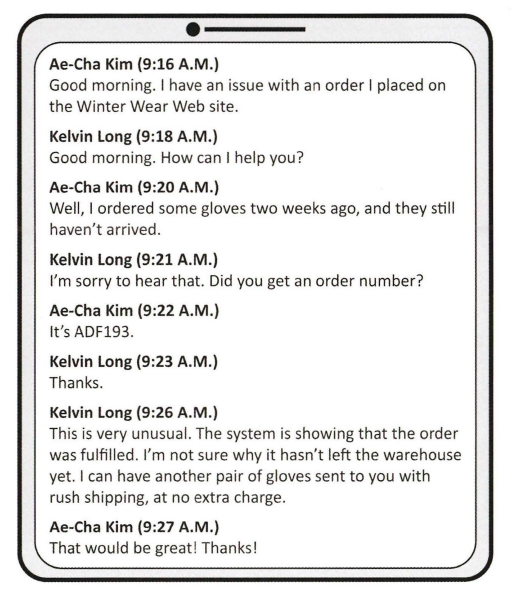 Ae-Cha Kim (9:16 A.M.)
Good morning. I have an issue with an order I placed on
the Winter Wear Web site.
Kelvin Long (9:18 A.M.)
Good morning. How can I help you?
Ae-Cha Kim (9:20 A.M.)
Well, I ordered some gloves two weeks ago, and they still
haven't arrived.
Kelvin Long (9:21 A.M.)
I'm sorry to hear that. Did you get an order number?
Ae-Cha Kim (9:22 A.M.)
It's ADF193.
Kelvin Long (9:23 A.M.)
Thanks.
Kelvin Long (9:26 A.M.)
This is very unusual. The system is showing that the order
was fulfilled. I'm not sure why it hasn't left the warehouse
yet. I can have another pair of gloves sent to you with
rush shipping, at no extra charge.
Ae-Cha Kim (9:27 A.M.)
That would be great! Thanks!